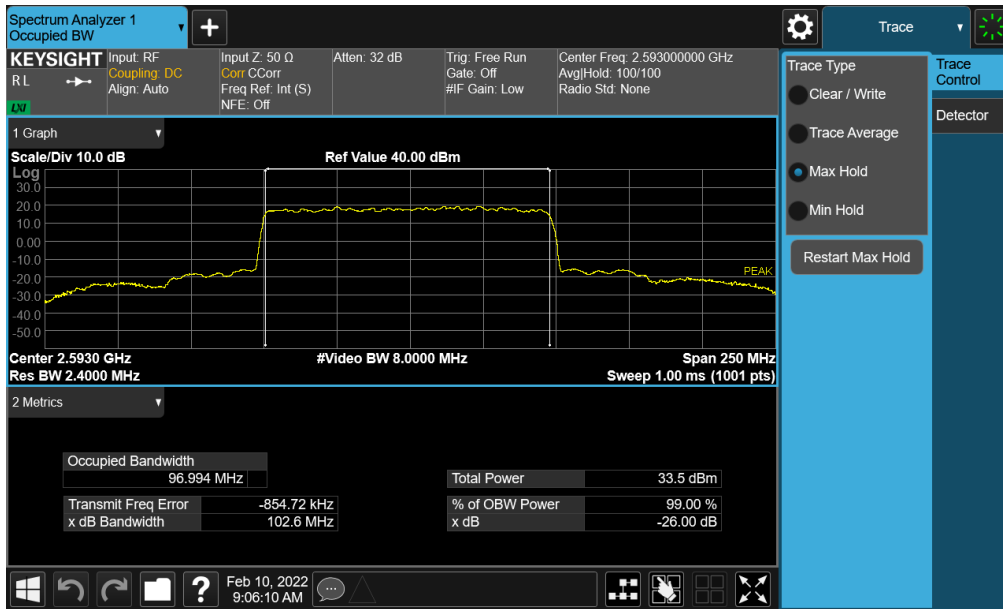 Spectrum Analyzer 1
Occupied BW
Trace
KEYSIGHT
R L
LXI
Input: RF
Coupling: DC
Align: Auto
Input Z: 50 Ω
Corr CCorr
Freq Ref: Int (S)
NFE: Off
Atten: 32 dB
Trig: Free Run
Gate: Off
#IF Gain: Low
Center Freq: 2.593000000 GHz
Avg|Hold: 100/100
Radio Std: None
Trace Type
Clear / Write
Trace Average
Max Hold
Min Hold
Restart Max Hold
Trace
Control
Detector
1 Graph
Scale/Div 10.0 dB
Ref Value 40.00 dBm
Log
30.0
20.0
10.0
0.00
-10.0
-20.0
-30.0
-40.0
-50.0
PEAK
Center 2.5930 GHz
#Video BW 8.0000 MHz
Span 250 MHz
Res BW 2.4000 MHz
Sweep 1.00 ms (1001 pts)
2 Metrics
Occupied Bandwidth
96.994 MHz
Total Power 33.5 dBm
Transmit Freq Error -854.72 kHz
% of OBW Power 99.00 %
x dB Bandwidth 102.6 MHz
x dB -26.00 dB
?
Feb 10, 2022
9:06:10 AM